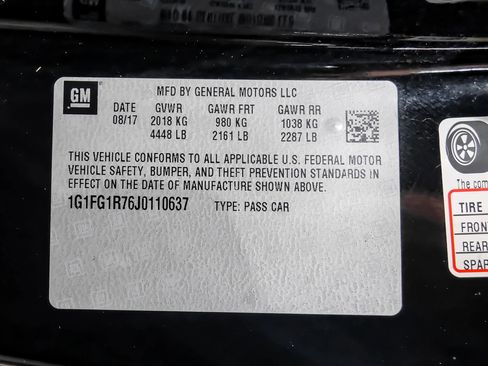 GM
MFD BY GENERAL MOTORS LLC
DATE GVWR GAWR FRT GAWR RR
08/17 2018 KG 980 KG 1038 KG
4448 LB 2161 LB 2287 LB
THIS VEHICLE CONFORMS TO ALL APPLICABLE U.S. FEDERAL MOTOR
VEHICLE SAFETY, BUMPER, AND THEFT PREVENTION STANDARDS IN
EFFECT ON THE DATE OF MANUFACTURE SHOWN ABOVE.
1G1FG1R76J0110637 TYPE: PASS CAR
The com
TIRE
FRON
REAR
SPAR